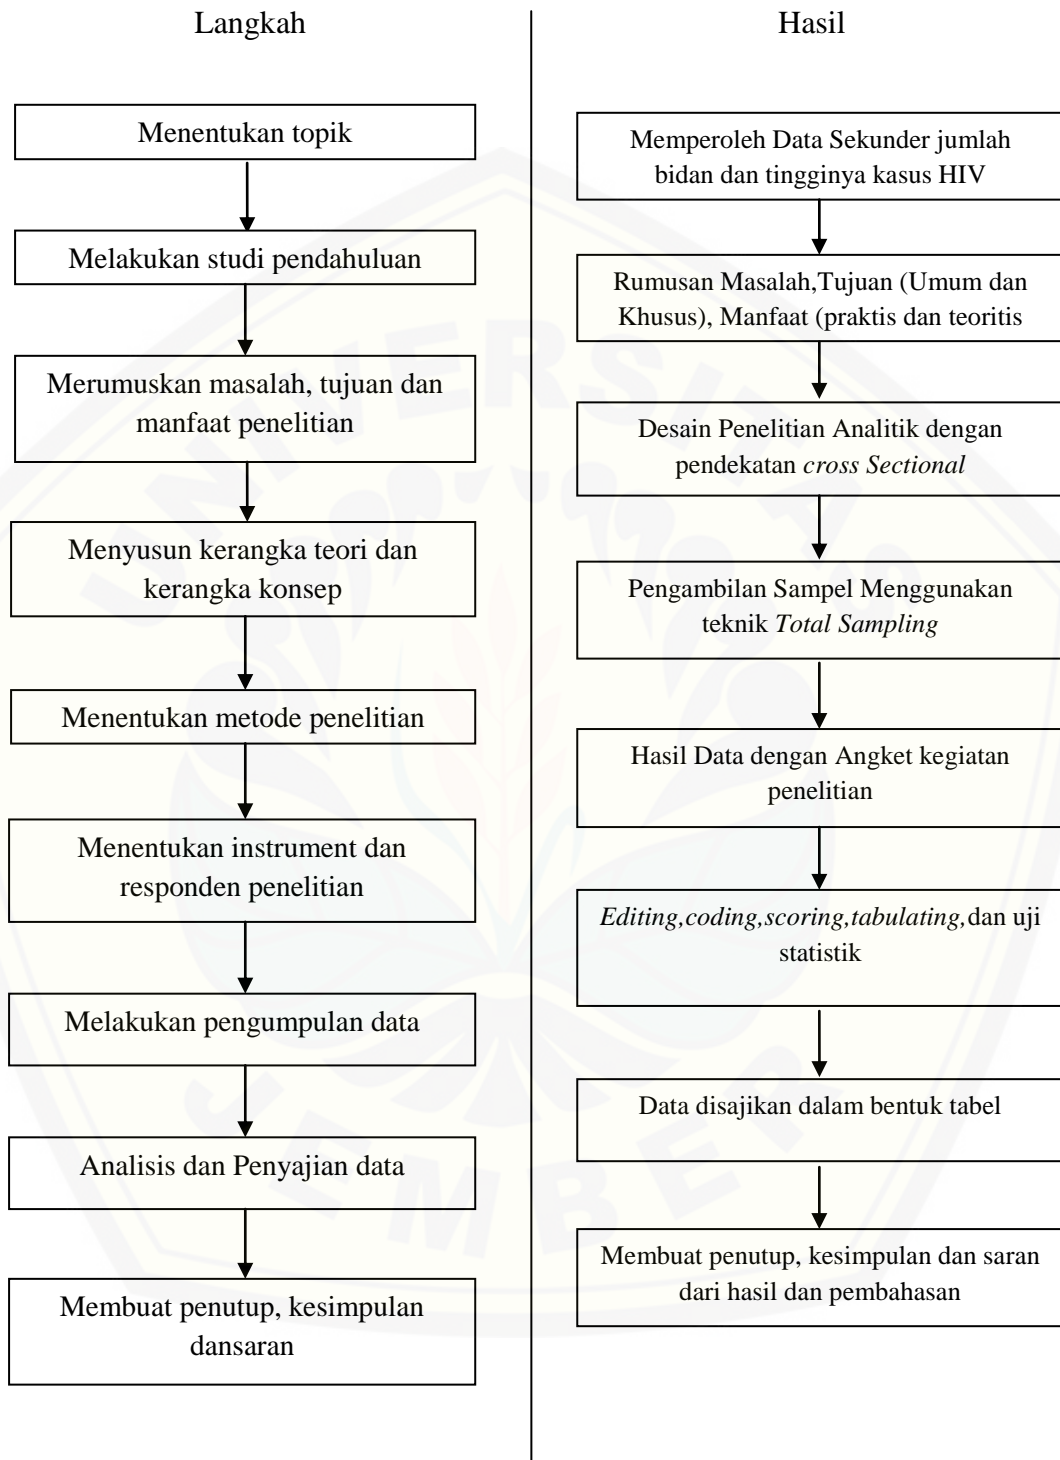 Langkah
Menentukan topik
Melakukan studi pendahuluan
Merumuskan masalah, tujuan dan
manfaat penelitian
Menyusun kerangka teori dan
kerangka konsep
Menentukan metode penelitian
Menentukan instrument dan
responden penelitian
Melakukan pengumpulan data
Analisis dan Penyajian data
Membuat penutup, kesimpulan
dansaran
Hasil
Memperoleh Data Sekunder jumlah
bidan dan tingginya kasus HIV
Rumusan Masalah,Tujuan (Umum dan
Khusus), Manfaat (praktis dan teoritis
Desain Penelitian Analitik dengan
pendekatan cross Sectional
Pengambilan Sampel Menggunakan
teknik Total Sampling
Hasil Data dengan Angket kegiatan
penelitian
Editing,coding,scoring,tabulating,dan uji
statistik
Data disajikan dalam bentuk tabel
Membuat penutup, kesimpulan dan saran
dari hasil dan pembahasan
UNIVERSITAS
JEMBER